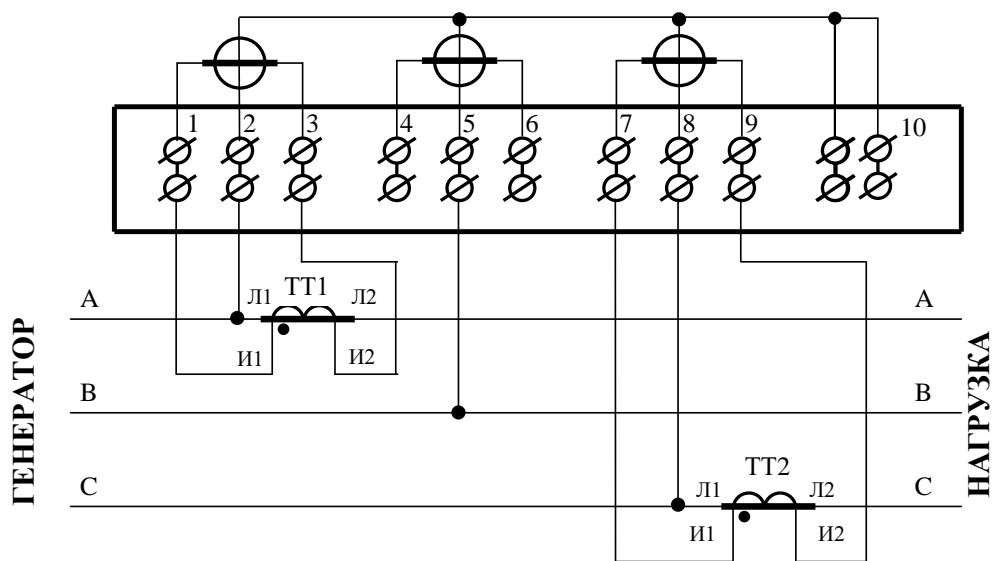 1 2 3 4 5 6 7 8 9 10
А Л1 ТТ1 Л2 А
И1 И2
В В
ТТ2
С Л1 Л2 С
И1 И2
ГЕНЕРАТОР
НАГРУЗКА